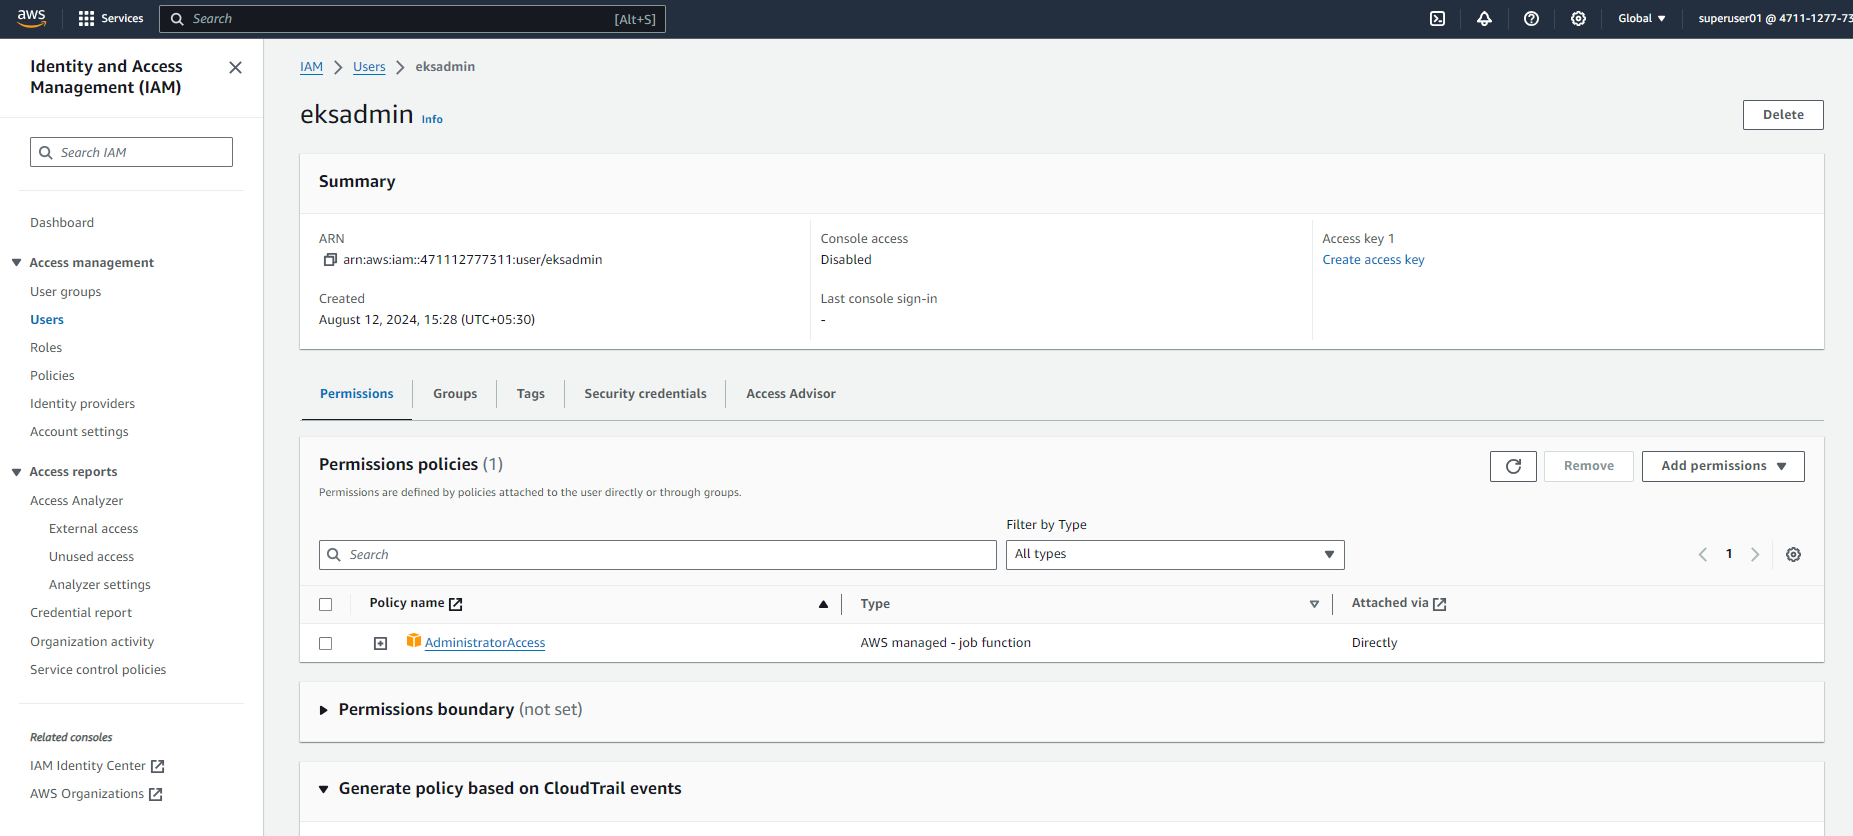 aws Services Search [Alt+S] Global superuser01 @ 4711-1277-73
Identity and Access
Management (IAM)
Search IAM
Dashboard
Access management
User groups
Users
Roles
Policies
Identity providers
Account settings
Access reports
Access Analyzer
External access
Unused access
Analyzer settings
Credential report
Organization activity
Service control policies
Related consoles
IAM Identity Center
AWS Organizations
IAM Users eksadmin
eksadmin Info Delete
Summary
ARN
arn:aws:iam::471112777311:user/eksadmin
Created
August 12, 2024, 15:28 (UTC+05:30)
Console access
Disabled
Last console sign-in
-
Access key 1
Create access key
Permissions Groups Tags Security credentials Access Advisor
Permissions policies (1) Remove Add permissions
Permissions are defined by policies attached to the user directly or through groups.
Filter by Type
Search All types 1
Policy name Type Attached via
AdministratorAccess AWS managed - job function Directly
Permissions boundary (not set)
Generate policy based on CloudTrail events